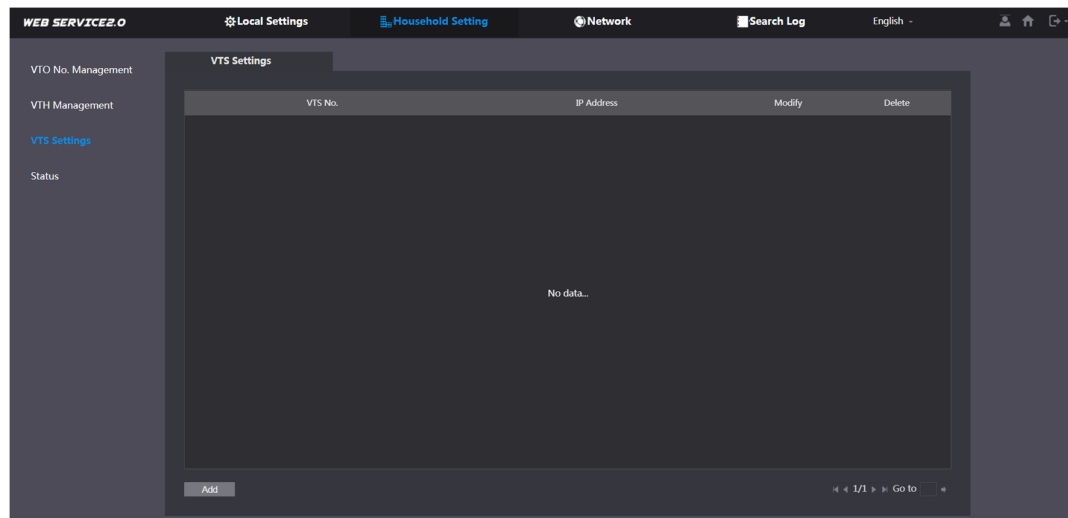 WEB SERVICE2.0 Local Settings Household Setting Network Search Log English
VTO No. Management
VTH Management
VTS Settings
Status
VTS Settings
VTS No. IP Address Modify Delete
No data...
Add 1/1 Go to